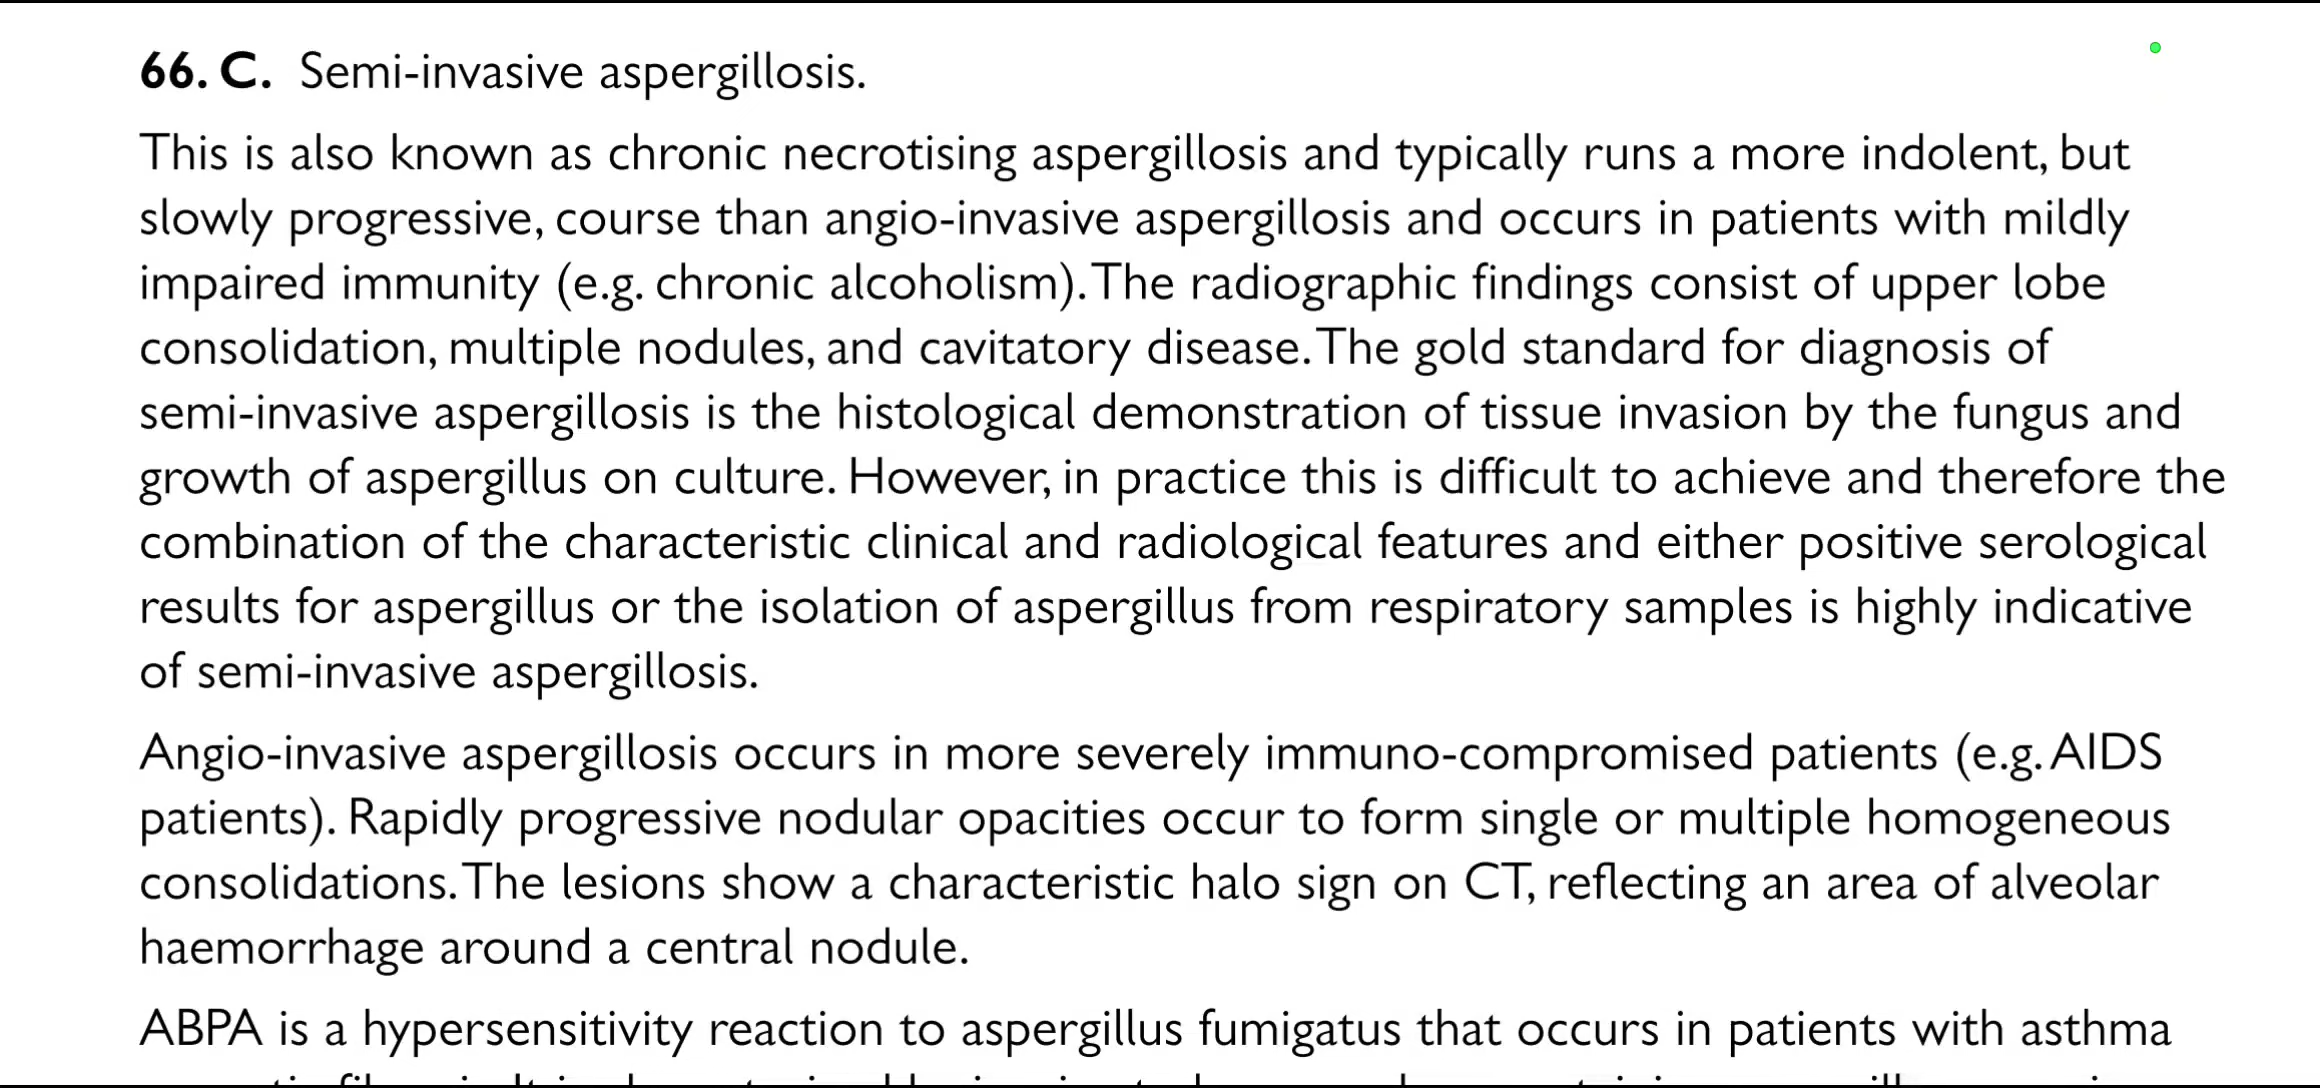 66. C. Semi-invasive aspergillosis.
This is also known as chronic necrotising aspergillosis and typically runs a more indolent, but
slowly progressive, course than angio-invasive aspergillosis and occurs in patients with mildly
impaired immunity (e.g. chronic alcoholism). The radiographic findings consist of upper lobe
consolidation, multiple nodules, and cavitatory disease. The gold standard for diagnosis of
semi-invasive aspergillosis is the histological demonstration of tissue invasion by the fungus and
growth of aspergillus on culture. However, in practice this is difficult to achieve and therefore the
combination of the characteristic clinical and radiological features and either positive serological
results for aspergillus or the isolation of aspergillus from respiratory samples is highly indicative
of semi-invasive aspergillosis.
Angio-invasive aspergillosis occurs in more severely immuno-compromised patients (e.g. AIDS
patients). Rapidly progressive nodular opacities occur to form single or multiple homogeneous
consolidations. The lesions show a characteristic halo sign on CT, reflecting an area of alveolar
haemorrhage around a central nodule.
ABPA is a hypersensitivity reaction to aspergillus fumigatus that occurs in patients with asthma